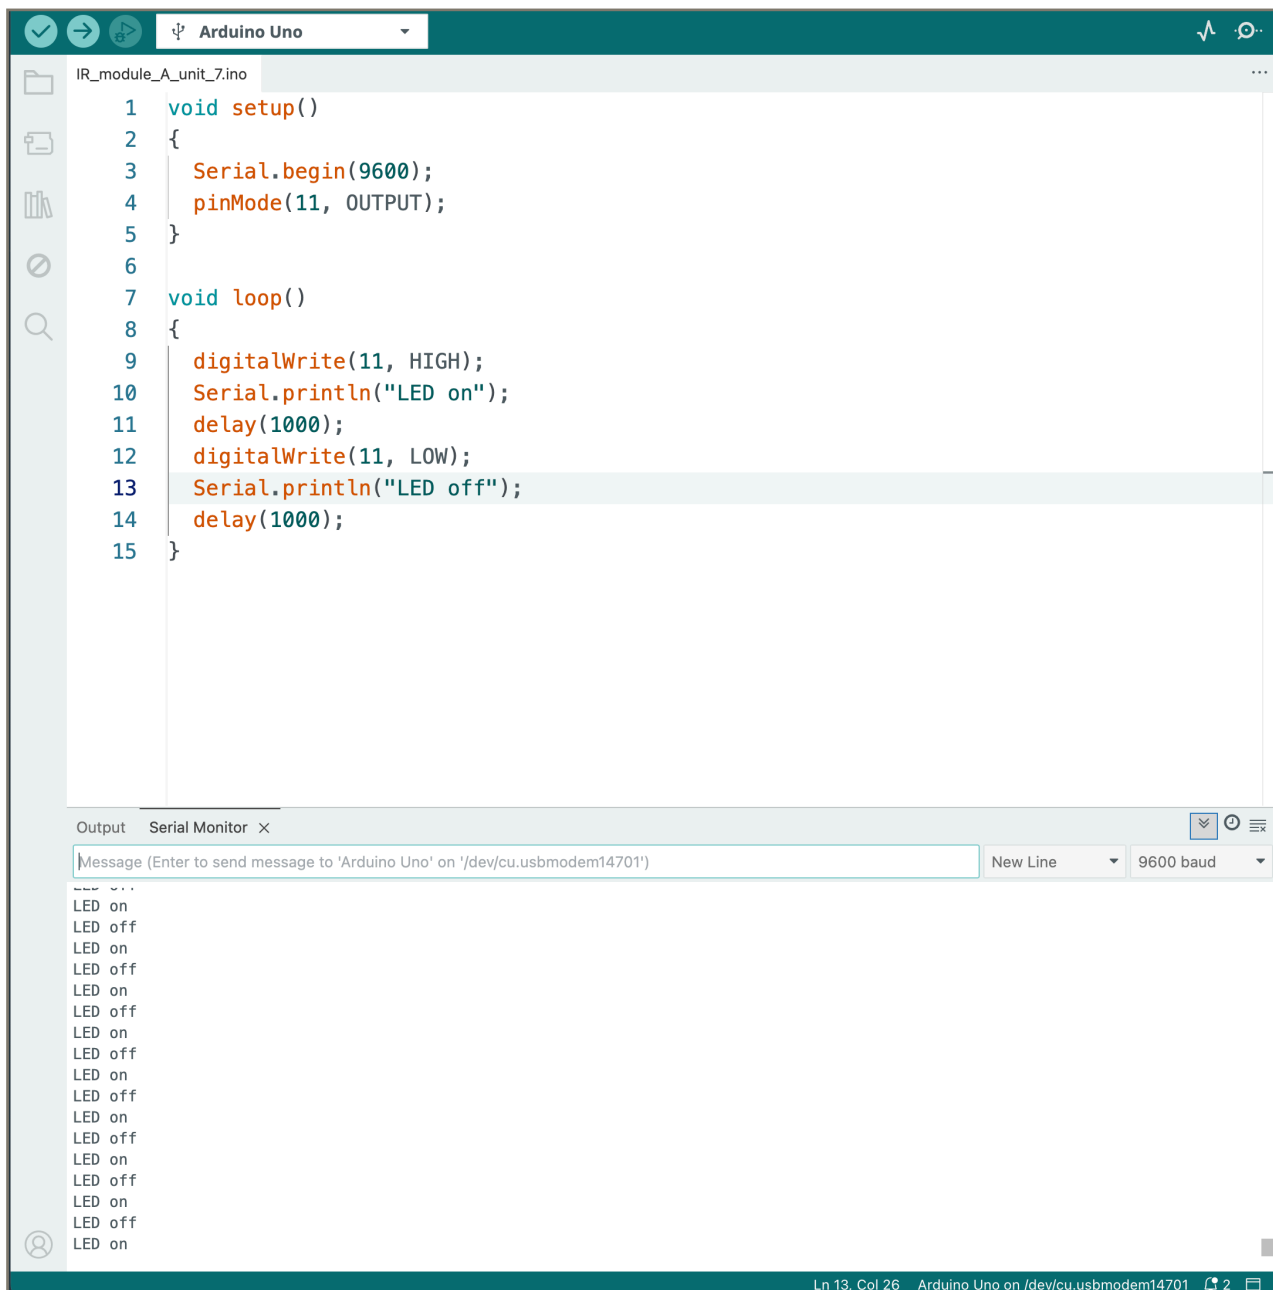 Arduino Uno
IR_module_A_unit_7.ino
1 void setup()
2 {
3 Serial.begin(9600);
4 pinMode(11, OUTPUT);
5 }
6
7 void loop()
8 {
9 digitalWrite(11, HIGH);
10 Serial.println("LED on");
11 delay(1000);
12 digitalWrite(11, LOW);
13 Serial.println("LED off");
14 delay(1000);
15 }
Output Serial Monitor
Message (Enter to send message to 'Arduino Uno' on '/dev/cu.usbmodem14701') New Line 9600 baud
LED off
LED on
LED off
LED on
LED off
LED on
LED off
LED on
LED off
LED on
LED off
LED on
LED off
LED on
LED off
LED on
LED off
LED on
Ln 13, Col 26 Arduino Uno on /dev/cu.usbmodem14701 2